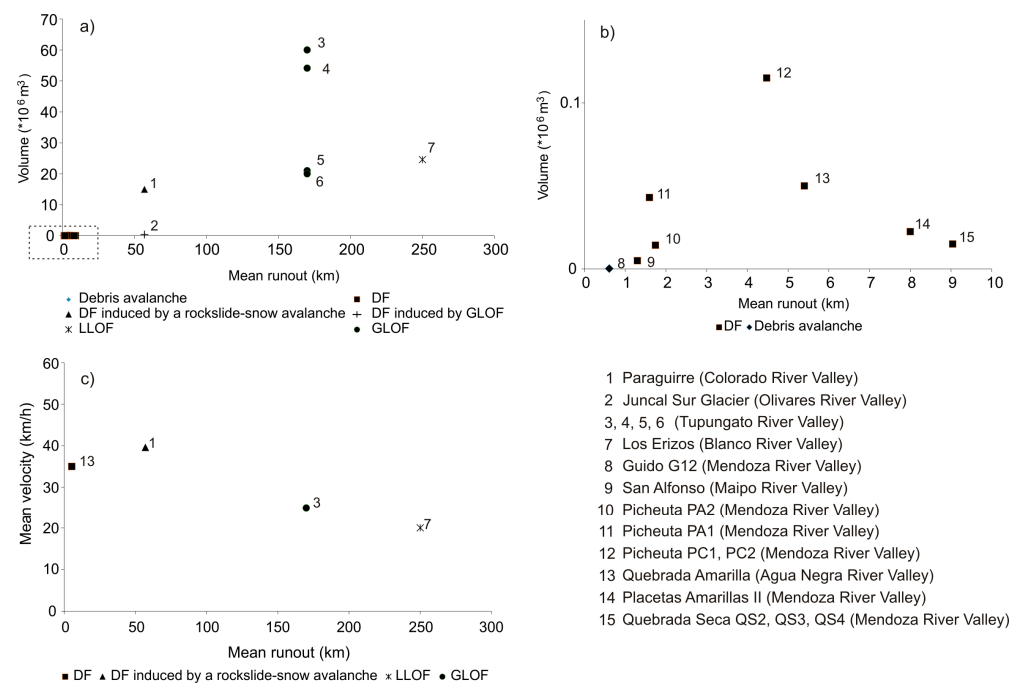 a)
Volume (*10⁶ m³)
70
60
50
40
30
20
10
0
3
4
5
6
7
1
2
0 50 100 150 200 250 300
Mean runout (km)
Debris avalanche
DF
DF induced by a rockslide-snow avalanche
DF induced by GLOF
LLOF
GLOF
b)
Volume (*10⁶ m³)
0.1
0
12
13
11
10
14
15
8
9
0 1 2 3 4 5 6 7 8 9 10
Mean runout (km)
DF Debris avalanche
c)
Mean velocity (km/h)
60
50
40
30
20
10
0
13
1
3
7
0 50 100 150 200 250 300
Mean runout (km)
DF DF induced by a rockslide-snow avalanche LLOF GLOF
1 Paraguirre (Colorado River Valley)
2 Juncal Sur Glacier (Olivares River Valley)
3, 4, 5, 6 (Tupungato River Valley)
7 Los Erizos (Blanco River Valley)
8 Guido G12 (Mendoza River Valley)
9 San Alfonso (Maipo River Valley)
10 Picheuta PA2 (Mendoza River Valley)
11 Picheuta PA1 (Mendoza River Valley)
12 Picheuta PC1, PC2 (Mendoza River Valley)
13 Quebrada Amarilla (Agua Negra River Valley)
14 Placetas Amarillas II (Mendoza River Valley)
15 Quebrada Seca QS2, QS3, QS4 (Mendoza River Valley)